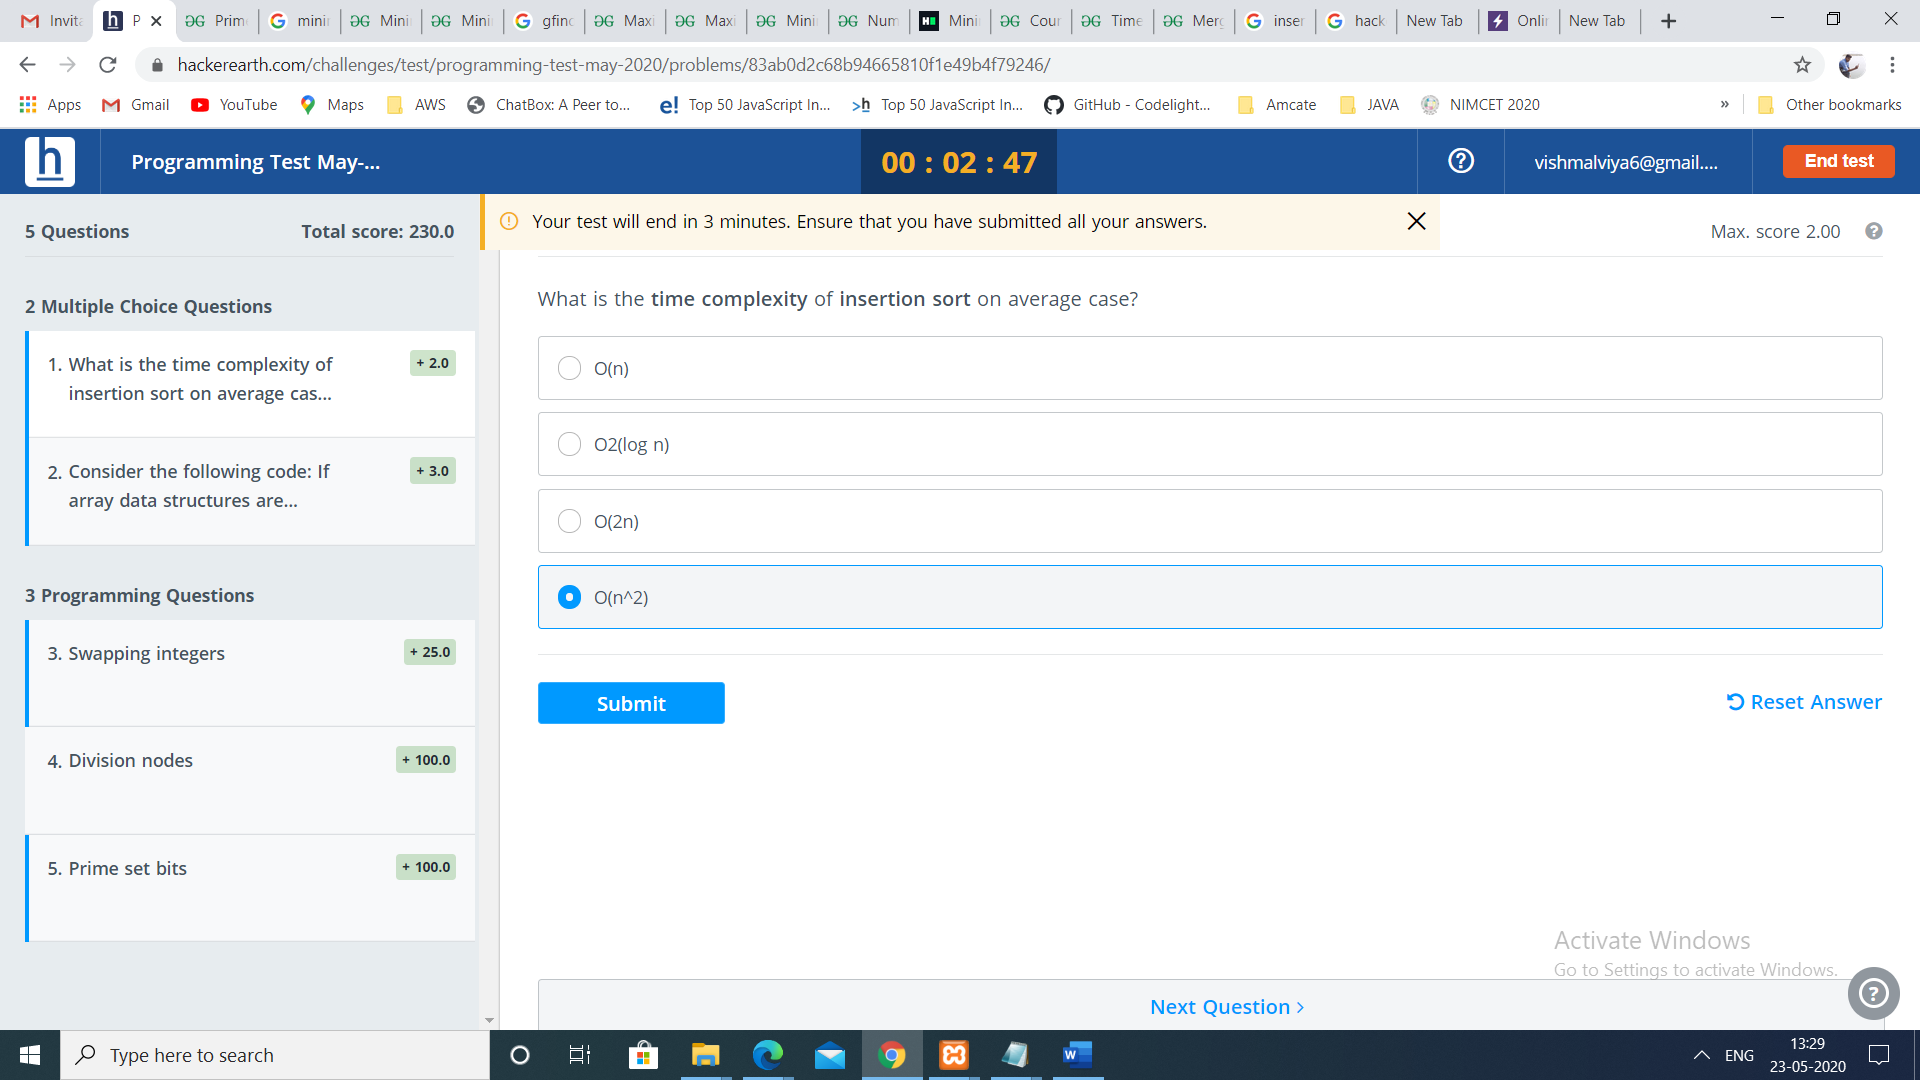 Invita
P
Prim
mini
Mini
Mini
gfind
Maxi
Maxi
Mini
Num
Mini
Cour
Time
Merg
inser
hack
New Tab
Onlin
New Tab
hackerearth.com/challenges/test/programming-test-may-2020/problems/83ab0d2c68b94665810f1e49b4f79246/
Apps
Gmail
YouTube
Maps
AWS
ChatBox: A Peer to...
Top 50 JavaScript In...
Top 50 JavaScript In...
GitHub - Codelight...
Amcate
JAVA
NIMCET 2020
»
Other bookmarks
h
Programming Test May-...
00 : 02 : 47
vishmalviya6@gmail....
End test
5 Questions
Total score: 230.0
Your test will end in 3 minutes. Ensure that you have submitted all your answers.
Max. score 2.00
2 Multiple Choice Questions
1. What is the time complexity of
insertion sort on average cas...
+ 2.0
2. Consider the following code: If
array data structures are...
+ 3.0
3 Programming Questions
3. Swapping integers
+ 25.0
4. Division nodes
+ 100.0
5. Prime set bits
+ 100.0
What is the time complexity of insertion sort on average case?
O(n)
O2(log n)
O(2n)
O(n^2)
Submit
Reset Answer
Activate Windows
Go to Settings to activate Windows.
Next Question >
Type here to search
ENG
13:29
23-05-2020